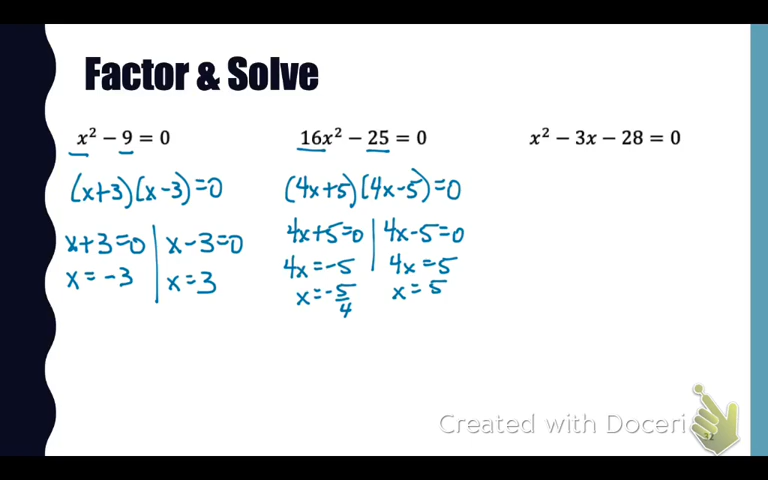 Factor & Solve
x² − 9 = 0
(x+3)(x-3)=0
x+3=0 | x-3=0
x=-3 | x=3
16x² − 25 = 0
(4x+5)(4x-5)=0
4x+5=0 | 4x-5=0
4x=-5 | 4x=5
x=-5/4 x=5
x² − 3x − 28 = 0
Created with Doceri